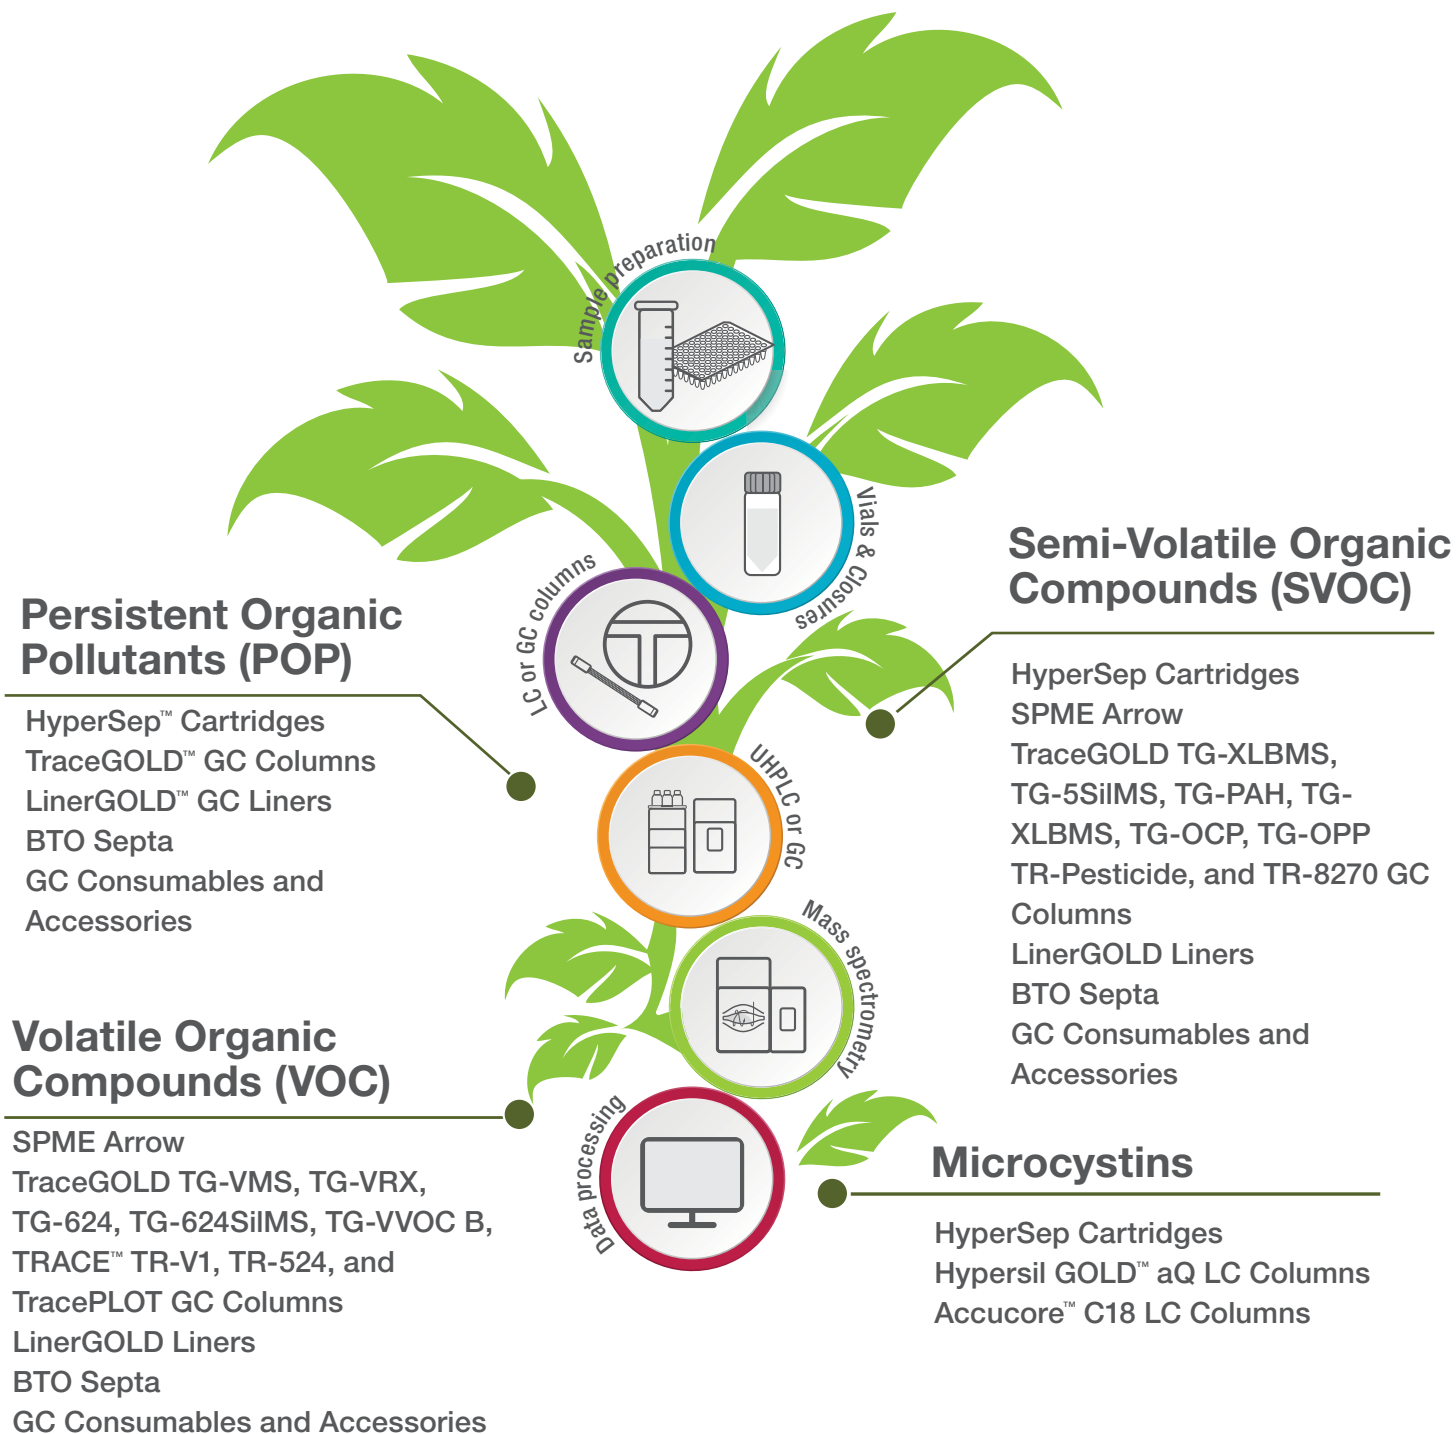 Sample preparation
Vials & Closures
LC or GC columns
UHPLC or GC
Mass spectrometry
Data processing
Persistent Organic
Pollutants (POP)
HyperSep™ Cartridges
TraceGOLD™ GC Columns
LinerGOLD™ GC Liners
BTO Septa
GC Consumables and
Accessories
Volatile Organic
Compounds (VOC)
SPME Arrow
TraceGOLD TG-VMS, TG-VRX,
TG-624, TG-624SilMS, TG-VVOC B,
TRACE™ TR-V1, TR-524, and
TracePLOT GC Columns
LinerGOLD Liners
BTO Septa
GC Consumables and Accessories
Semi-Volatile Organic
Compounds (SVOC)
HyperSep Cartridges
SPME Arrow
TraceGOLD TG-XLBMS,
TG-5SilMS, TG-PAH, TG-
XLBMS, TG-OCP, TG-OPP
TR-Pesticide, and TR-8270 GC
Columns
LinerGOLD Liners
BTO Septa
GC Consumables and
Accessories
Microcystins
HyperSep Cartridges
Hypersil GOLD™ aQ LC Columns
Accucore™ C18 LC Columns